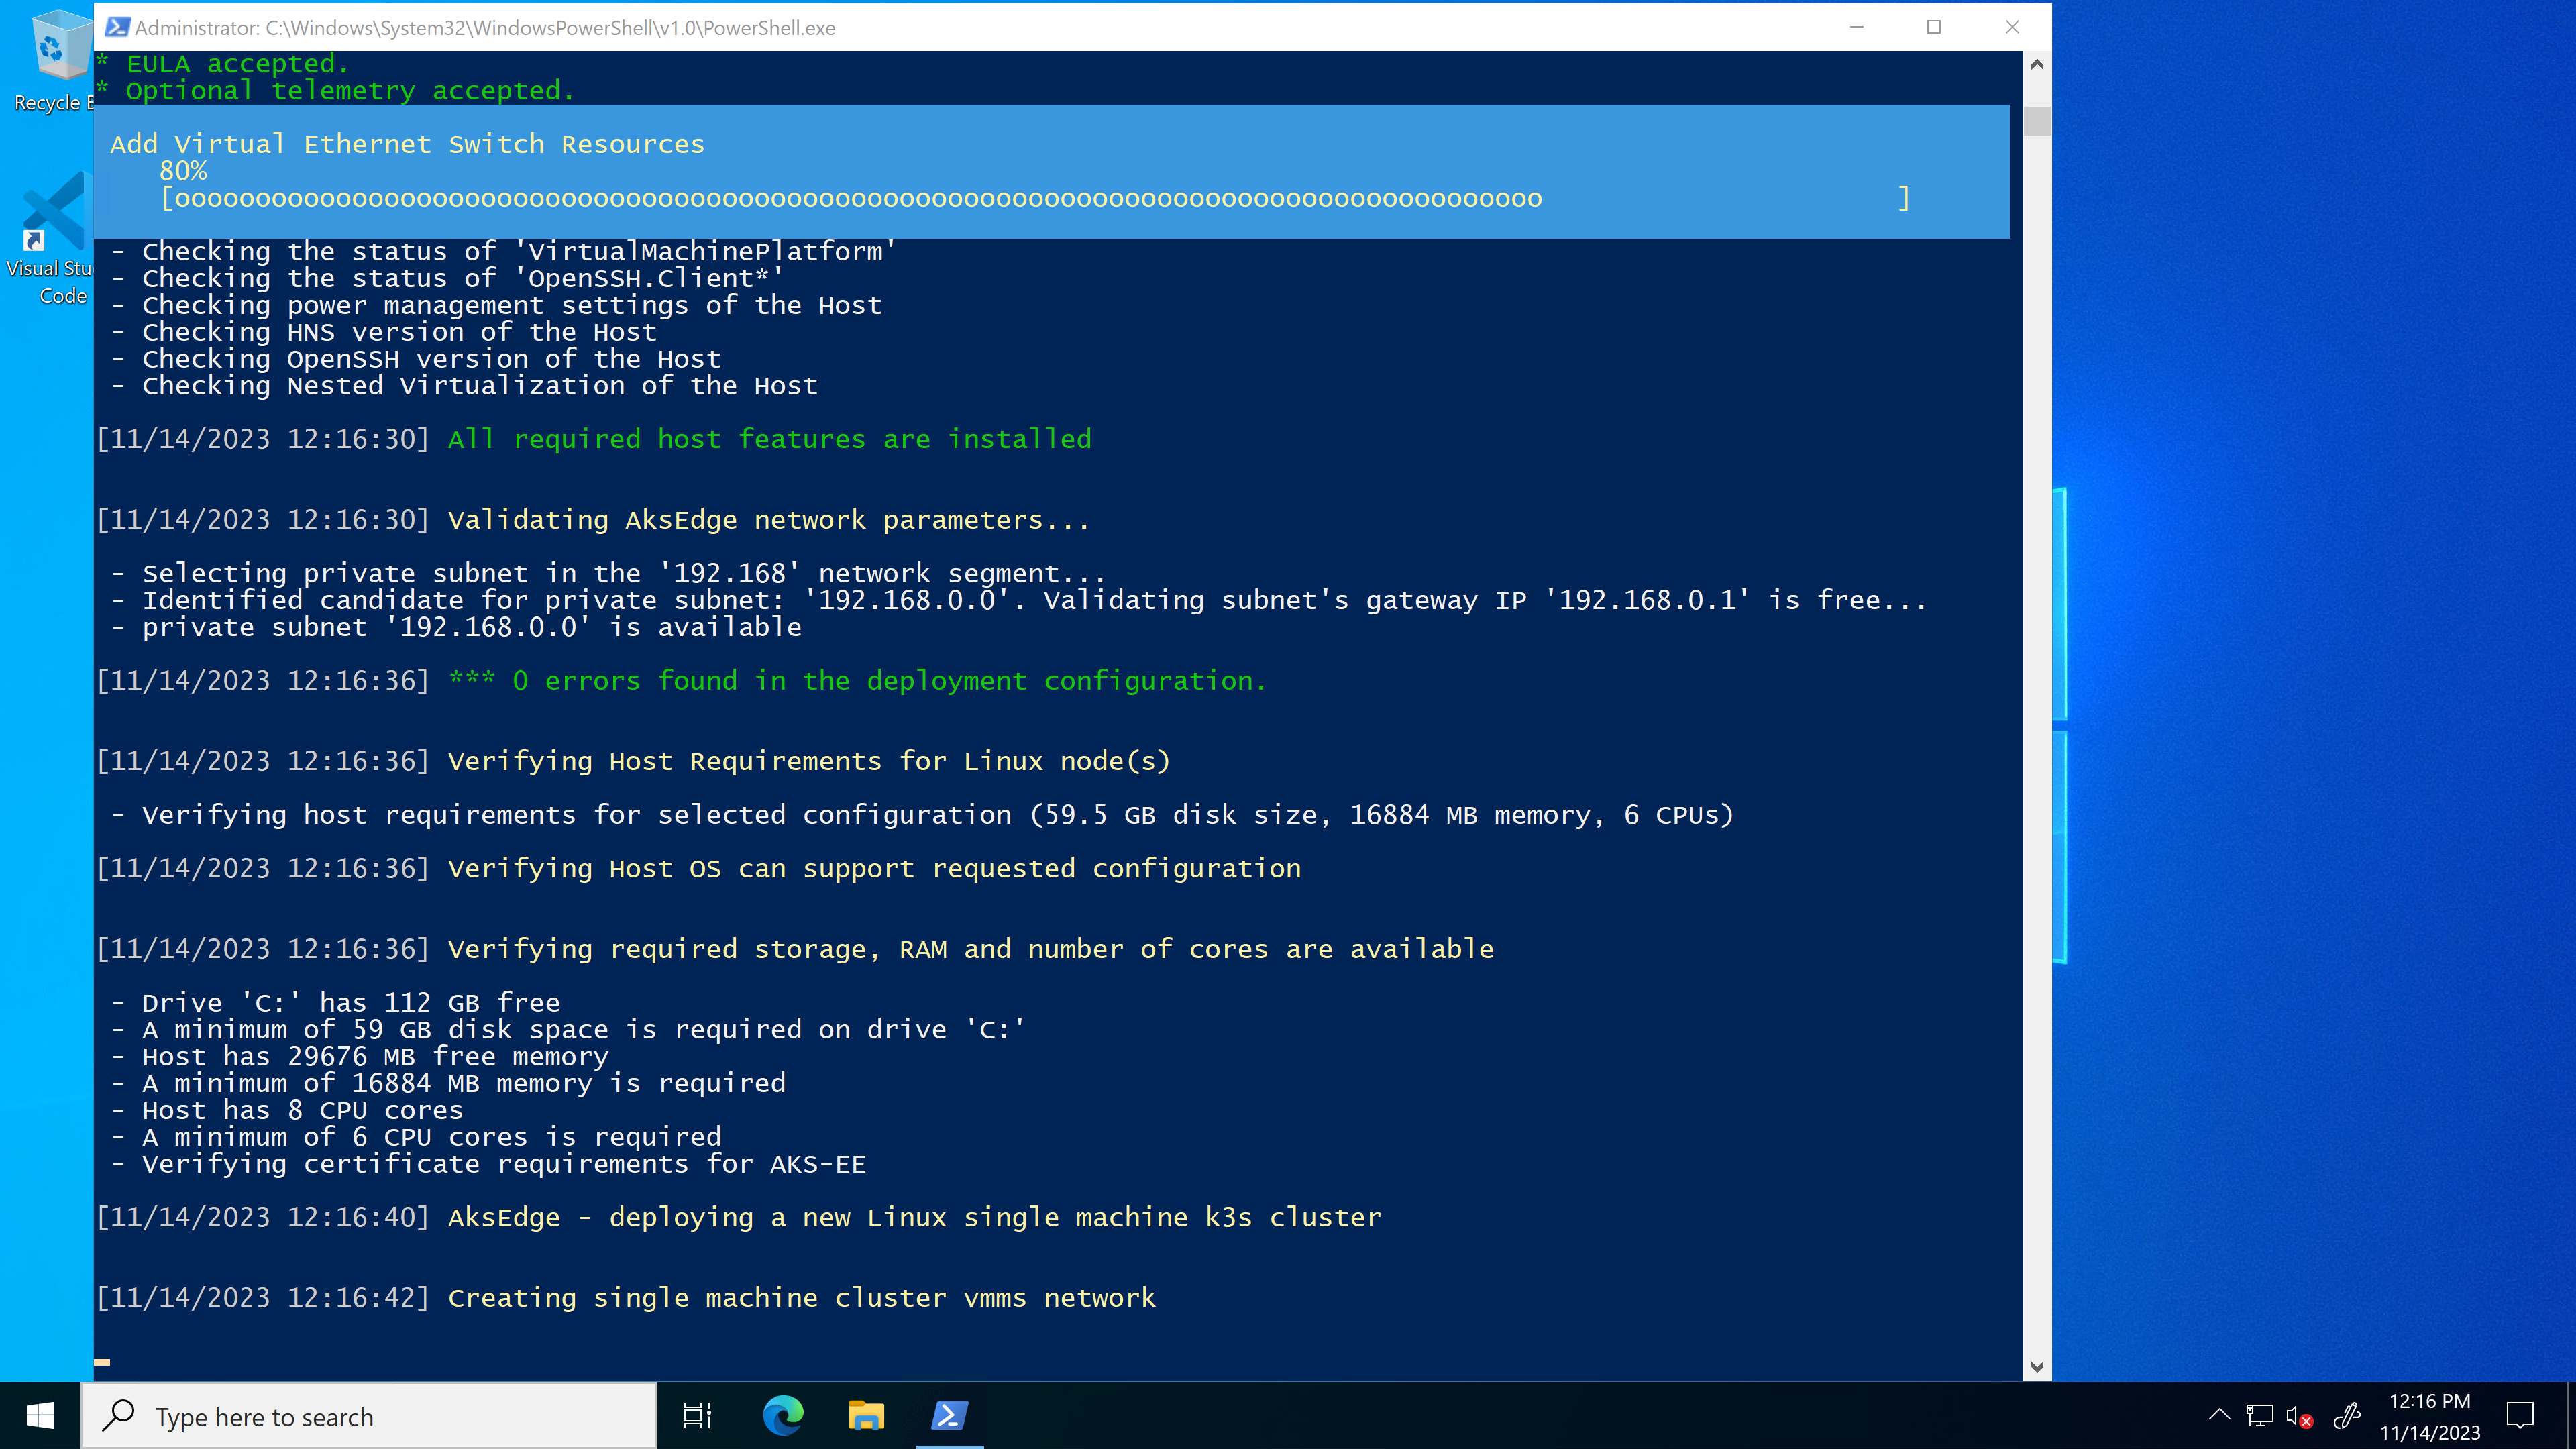 Administrator: C:\Windows\System32\WindowsPowerShell\v1.0\PowerShell.exe
Recycle B
Visual Stu
Code
* EULA accepted.
* Optional telemetry accepted.
Add Virtual Ethernet Switch Resources
80%
[ooooooooooooooooooooooooooooooooooooooooooooooooooooooooooooooooooooooooooooooooooooo                      ]
- Checking the status of 'VirtualMachinePlatform'
- Checking the status of 'OpenSSH.Client*'
- Checking power management settings of the Host
- Checking HNS version of the Host
- Checking OpenSSH version of the Host
- Checking Nested Virtualization of the Host
[11/14/2023 12:16:30] All required host features are installed
[11/14/2023 12:16:30] Validating AksEdge network parameters...
- Selecting private subnet in the '192.168' network segment...
- Identified candidate for private subnet: '192.168.0.0'. Validating subnet's gateway IP '192.168.0.1' is free...
- private subnet '192.168.0.0' is available
[11/14/2023 12:16:36] *** 0 errors found in the deployment configuration.
[11/14/2023 12:16:36] Verifying Host Requirements for Linux node(s)
- Verifying host requirements for selected configuration (59.5 GB disk size, 16884 MB memory, 6 CPUs)
[11/14/2023 12:16:36] Verifying Host OS can support requested configuration
[11/14/2023 12:16:36] Verifying required storage, RAM and number of cores are available
- Drive 'C:' has 112 GB free
- A minimum of 59 GB disk space is required on drive 'C:'
- Host has 29676 MB free memory
- A minimum of 16884 MB memory is required
- Host has 8 CPU cores
- A minimum of 6 CPU cores is required
- Verifying certificate requirements for AKS-EE
[11/14/2023 12:16:40] AksEdge - deploying a new Linux single machine k3s cluster
[11/14/2023 12:16:42] Creating single machine cluster vmms network
Type here to search
12:16 PM
11/14/2023